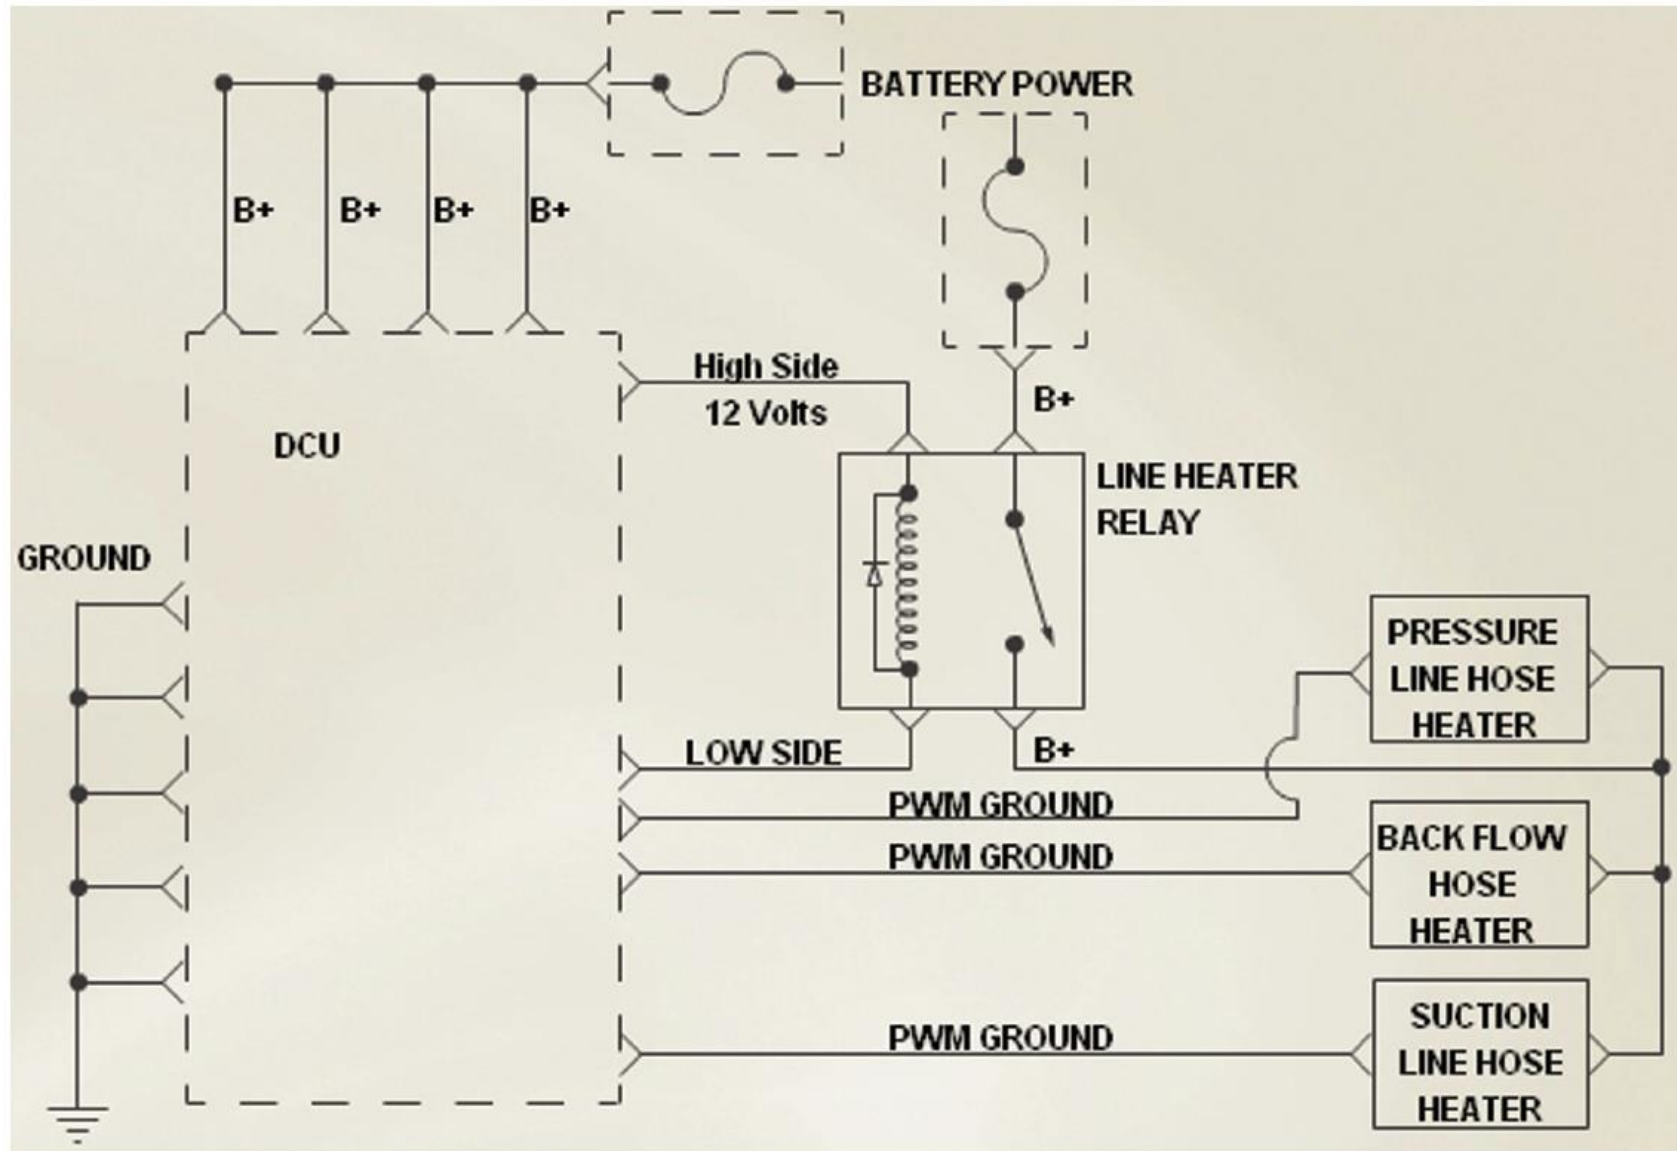 BATTERY POWER
B+
B+
B+
B+
High Side
12 Volts
B+
DCU
LINE HEATER
RELAY
GROUND
PRESSURE
LINE HOSE
HEATER
LOW SIDE
B+
PWM GROUND
PWM GROUND
BACK FLOW
HOSE
HEATER
PWM GROUND
SUCTION
LINE HOSE
HEATER